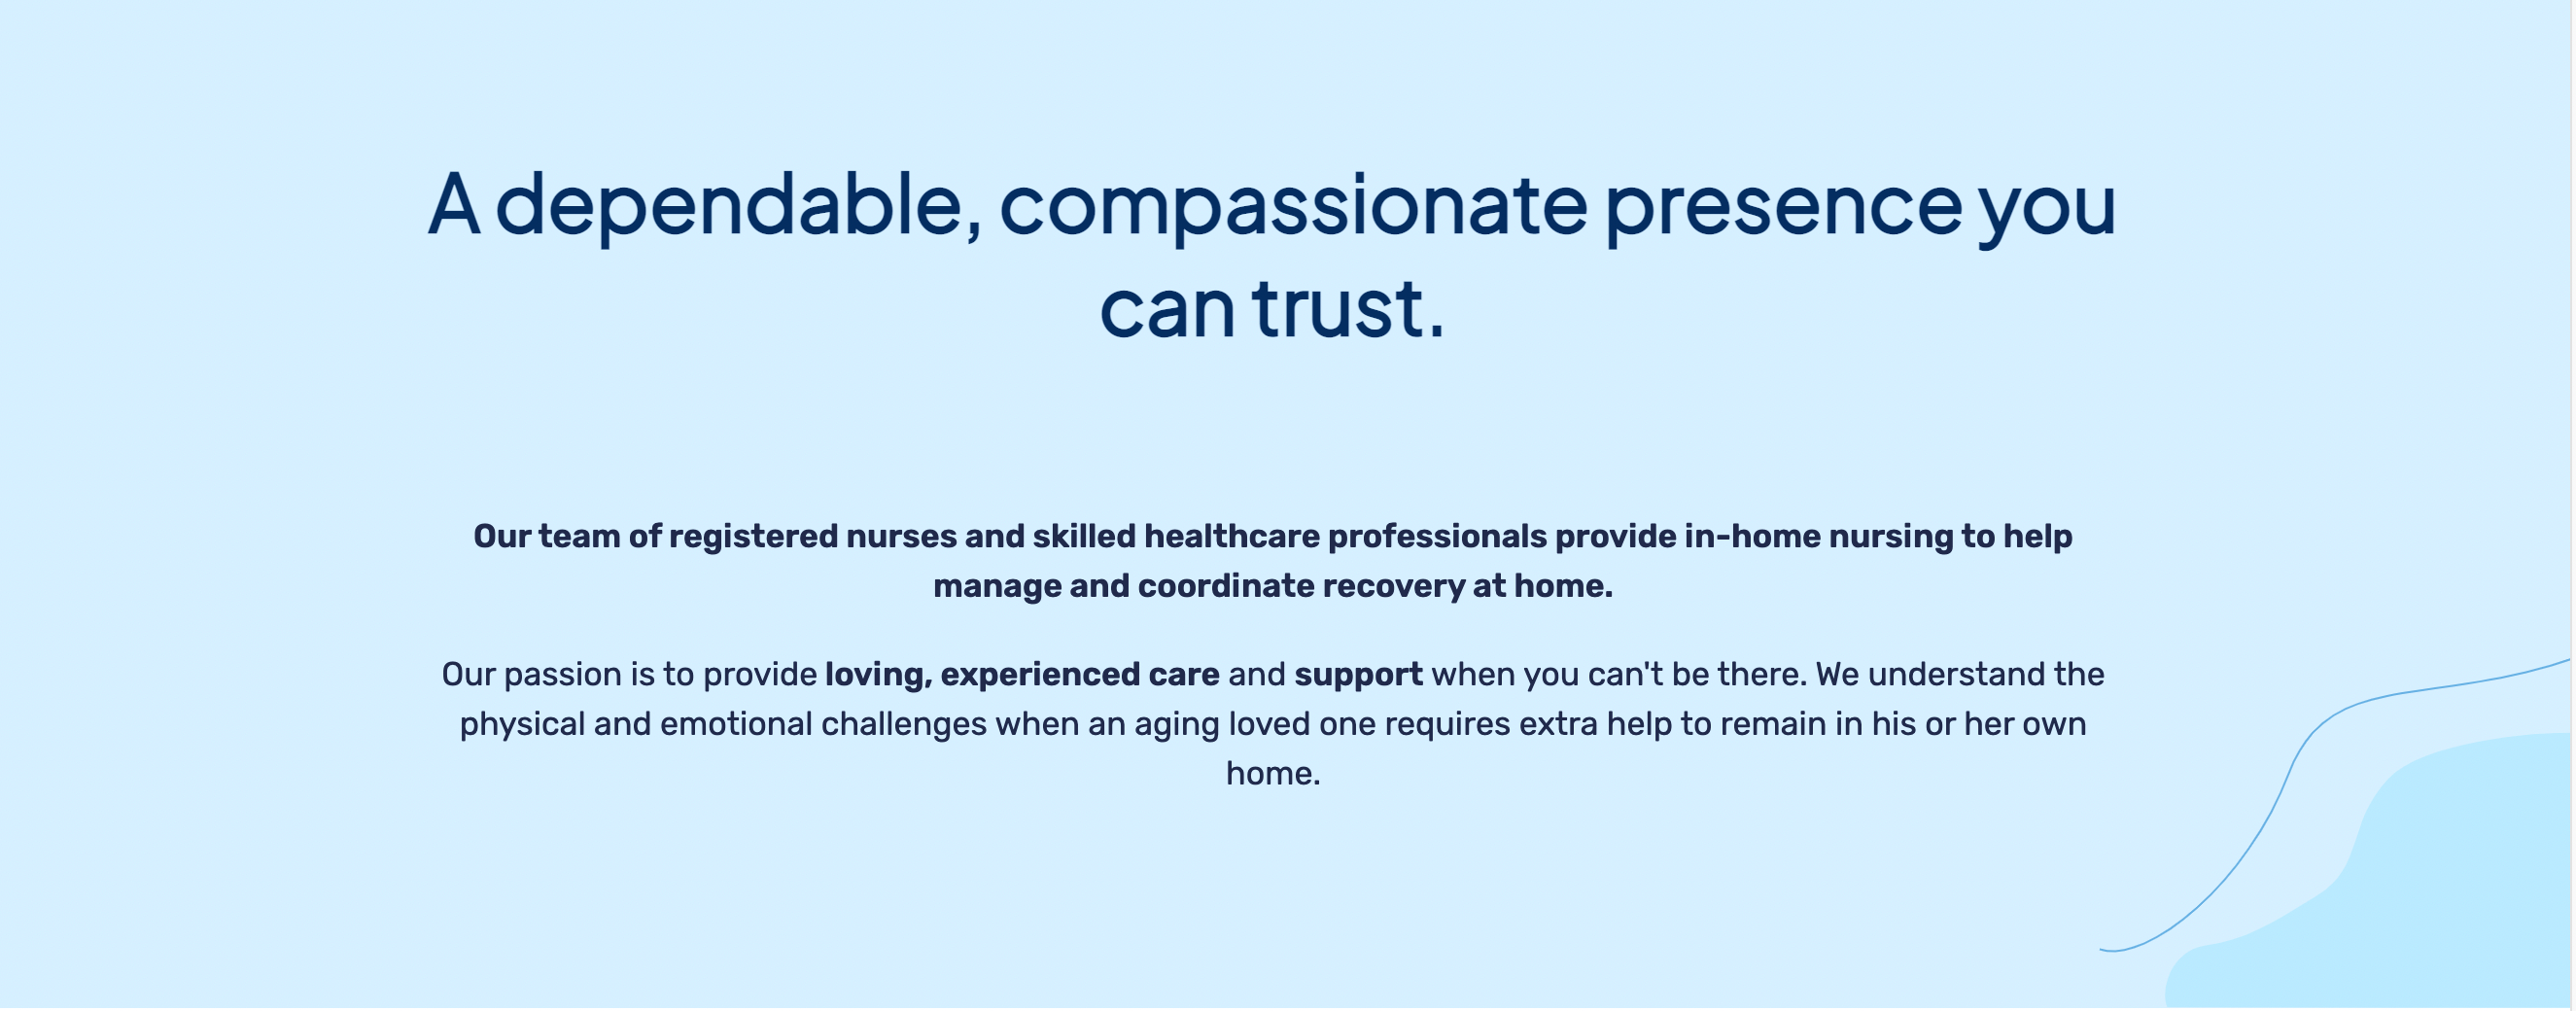 A dependable, compassionate presence you
can trust.
Our team of registered nurses and skilled healthcare professionals provide in-home nursing to help
manage and coordinate recovery at home.
Our passion is to provide loving, experienced care and support when you can't be there. We understand the
physical and emotional challenges when an aging loved one requires extra help to remain in his or her own
home.